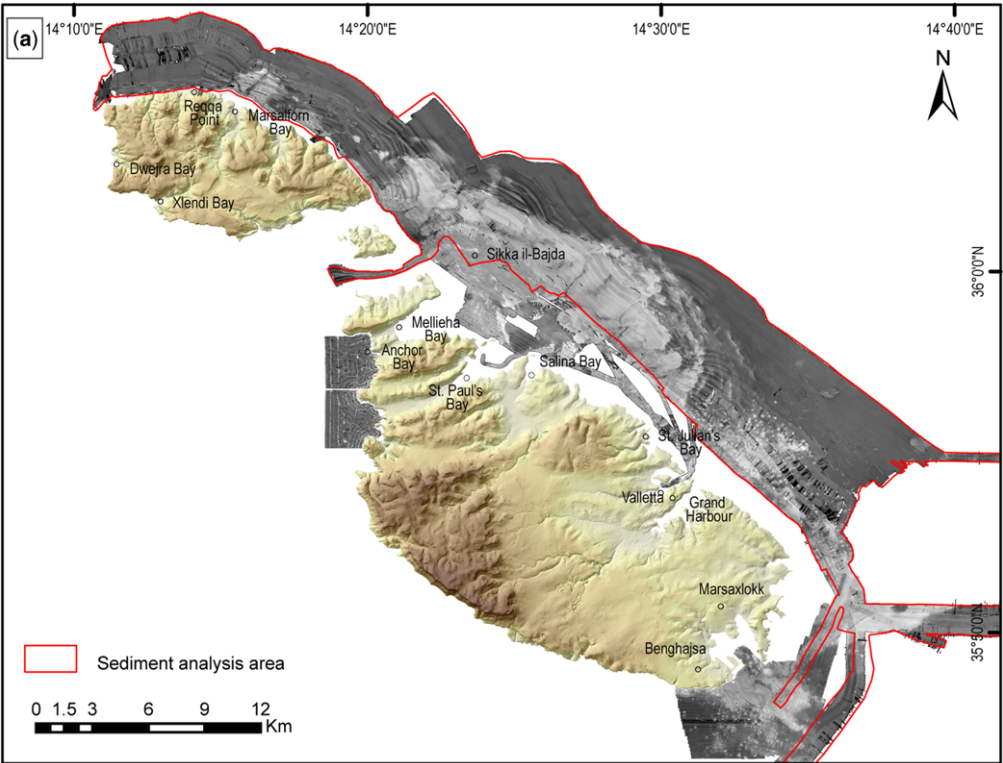 (a)
14°10'0"E
14°20'0"E
14°30'0"E
14°40'0"E
N
Reqqa
Point
Marsalforn
Bay
Dwejra Bay
Xlendi Bay
Sikka il-Bajda
36°0'0"N
Mellieha
Bay
Anchor
Bay
Salina Bay
St. Paul's
Bay
St. Julian's
Bay
Valletta
Grand
Harbour
Marsaxlokk
35°50'0"N
Benghajsa
Sediment analysis area
0 1.5 3 6 9 12
Km